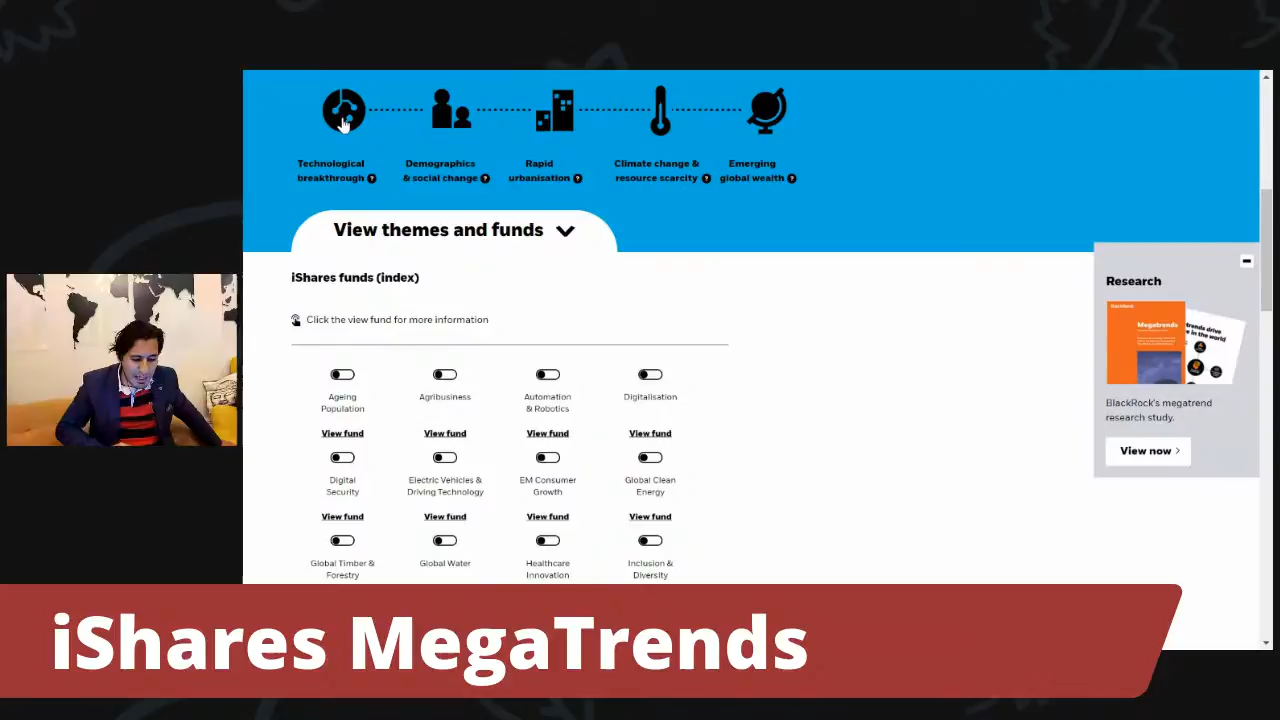 Technological
breakthrough ?
Demographics
& social change ?
Rapid
urbanisation ?
Climate change &
resource scarcity ?
Emerging
global wealth ?
View themes and funds
iShares funds (index)
Click the view fund for more information
Ageing
Population
View fund
Agribusiness
View fund
Automation
& Robotics
View fund
Digitalisation
View fund
Digital
Security
View fund
Electric Vehicles &
Driving Technology
View fund
EM Consumer
Growth
View fund
Global Clean
Energy
View fund
Global Timber &
Forestry
Global Water
Healthcare
Innovation
Inclusion &
Diversity
Research
Megatrends
BlackRock's megatrend
research study.
View now >
iShares MegaTrends